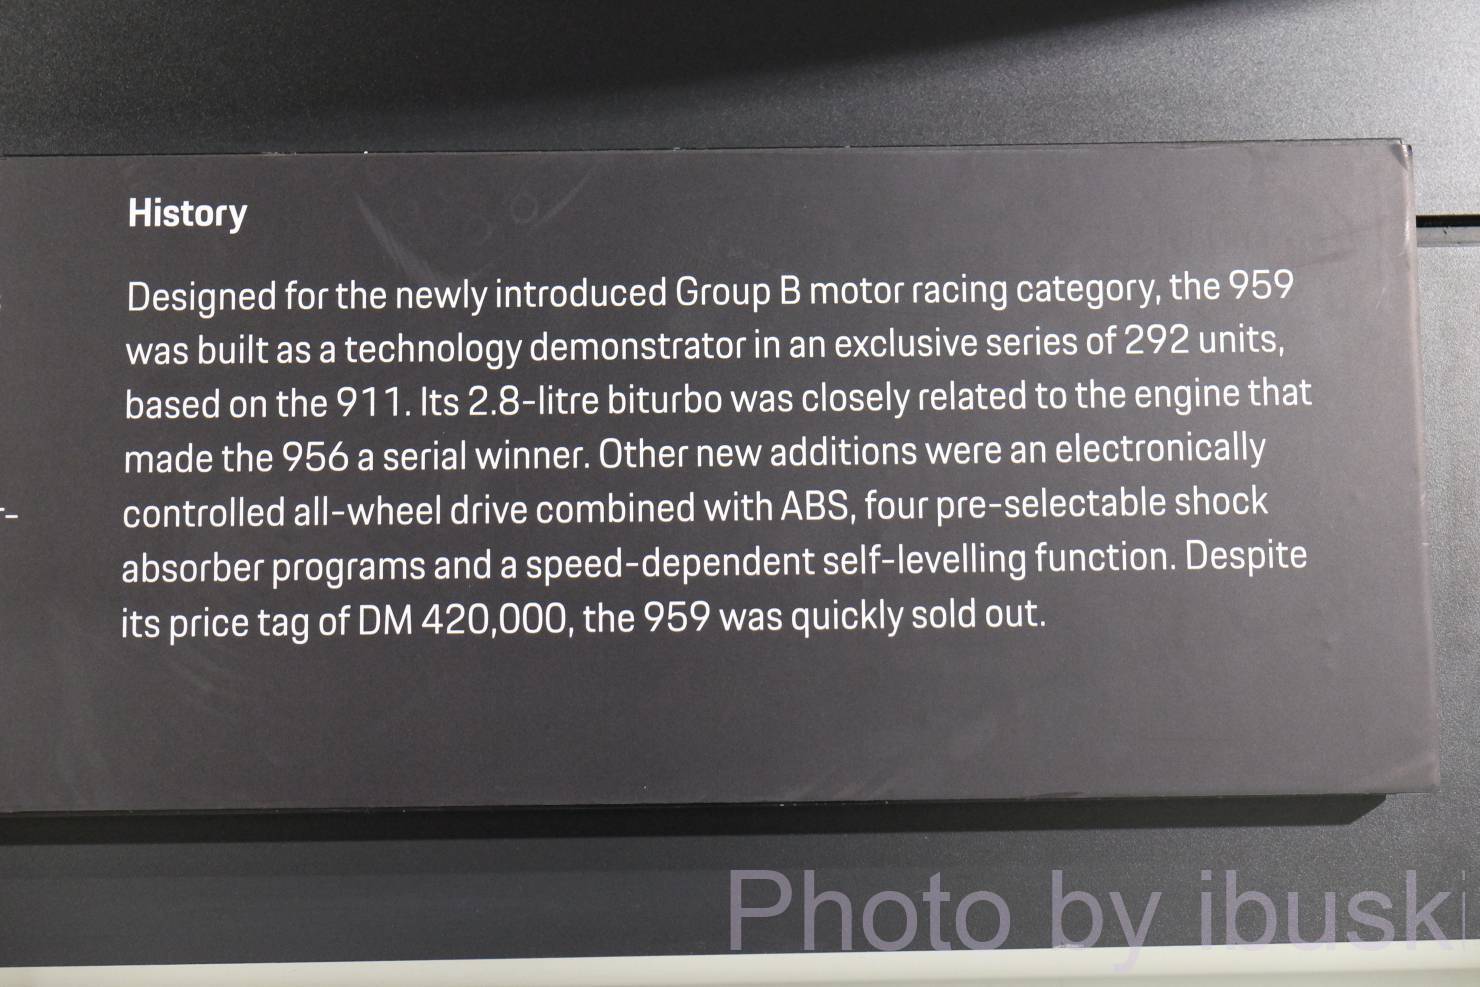 History
Designed for the newly introduced Group B motor racing category, the 959
was built as a technology demonstrator in an exclusive series of 292 units,
based on the 911. Its 2.8-litre biturbo was closely related to the engine that
made the 956 a serial winner. Other new additions were an electronically
controlled all-wheel drive combined with ABS, four pre-selectable shock
absorber programs and a speed-dependent self-levelling function. Despite
its price tag of DM 420,000, the 959 was quickly sold out.
Photo by ibuski